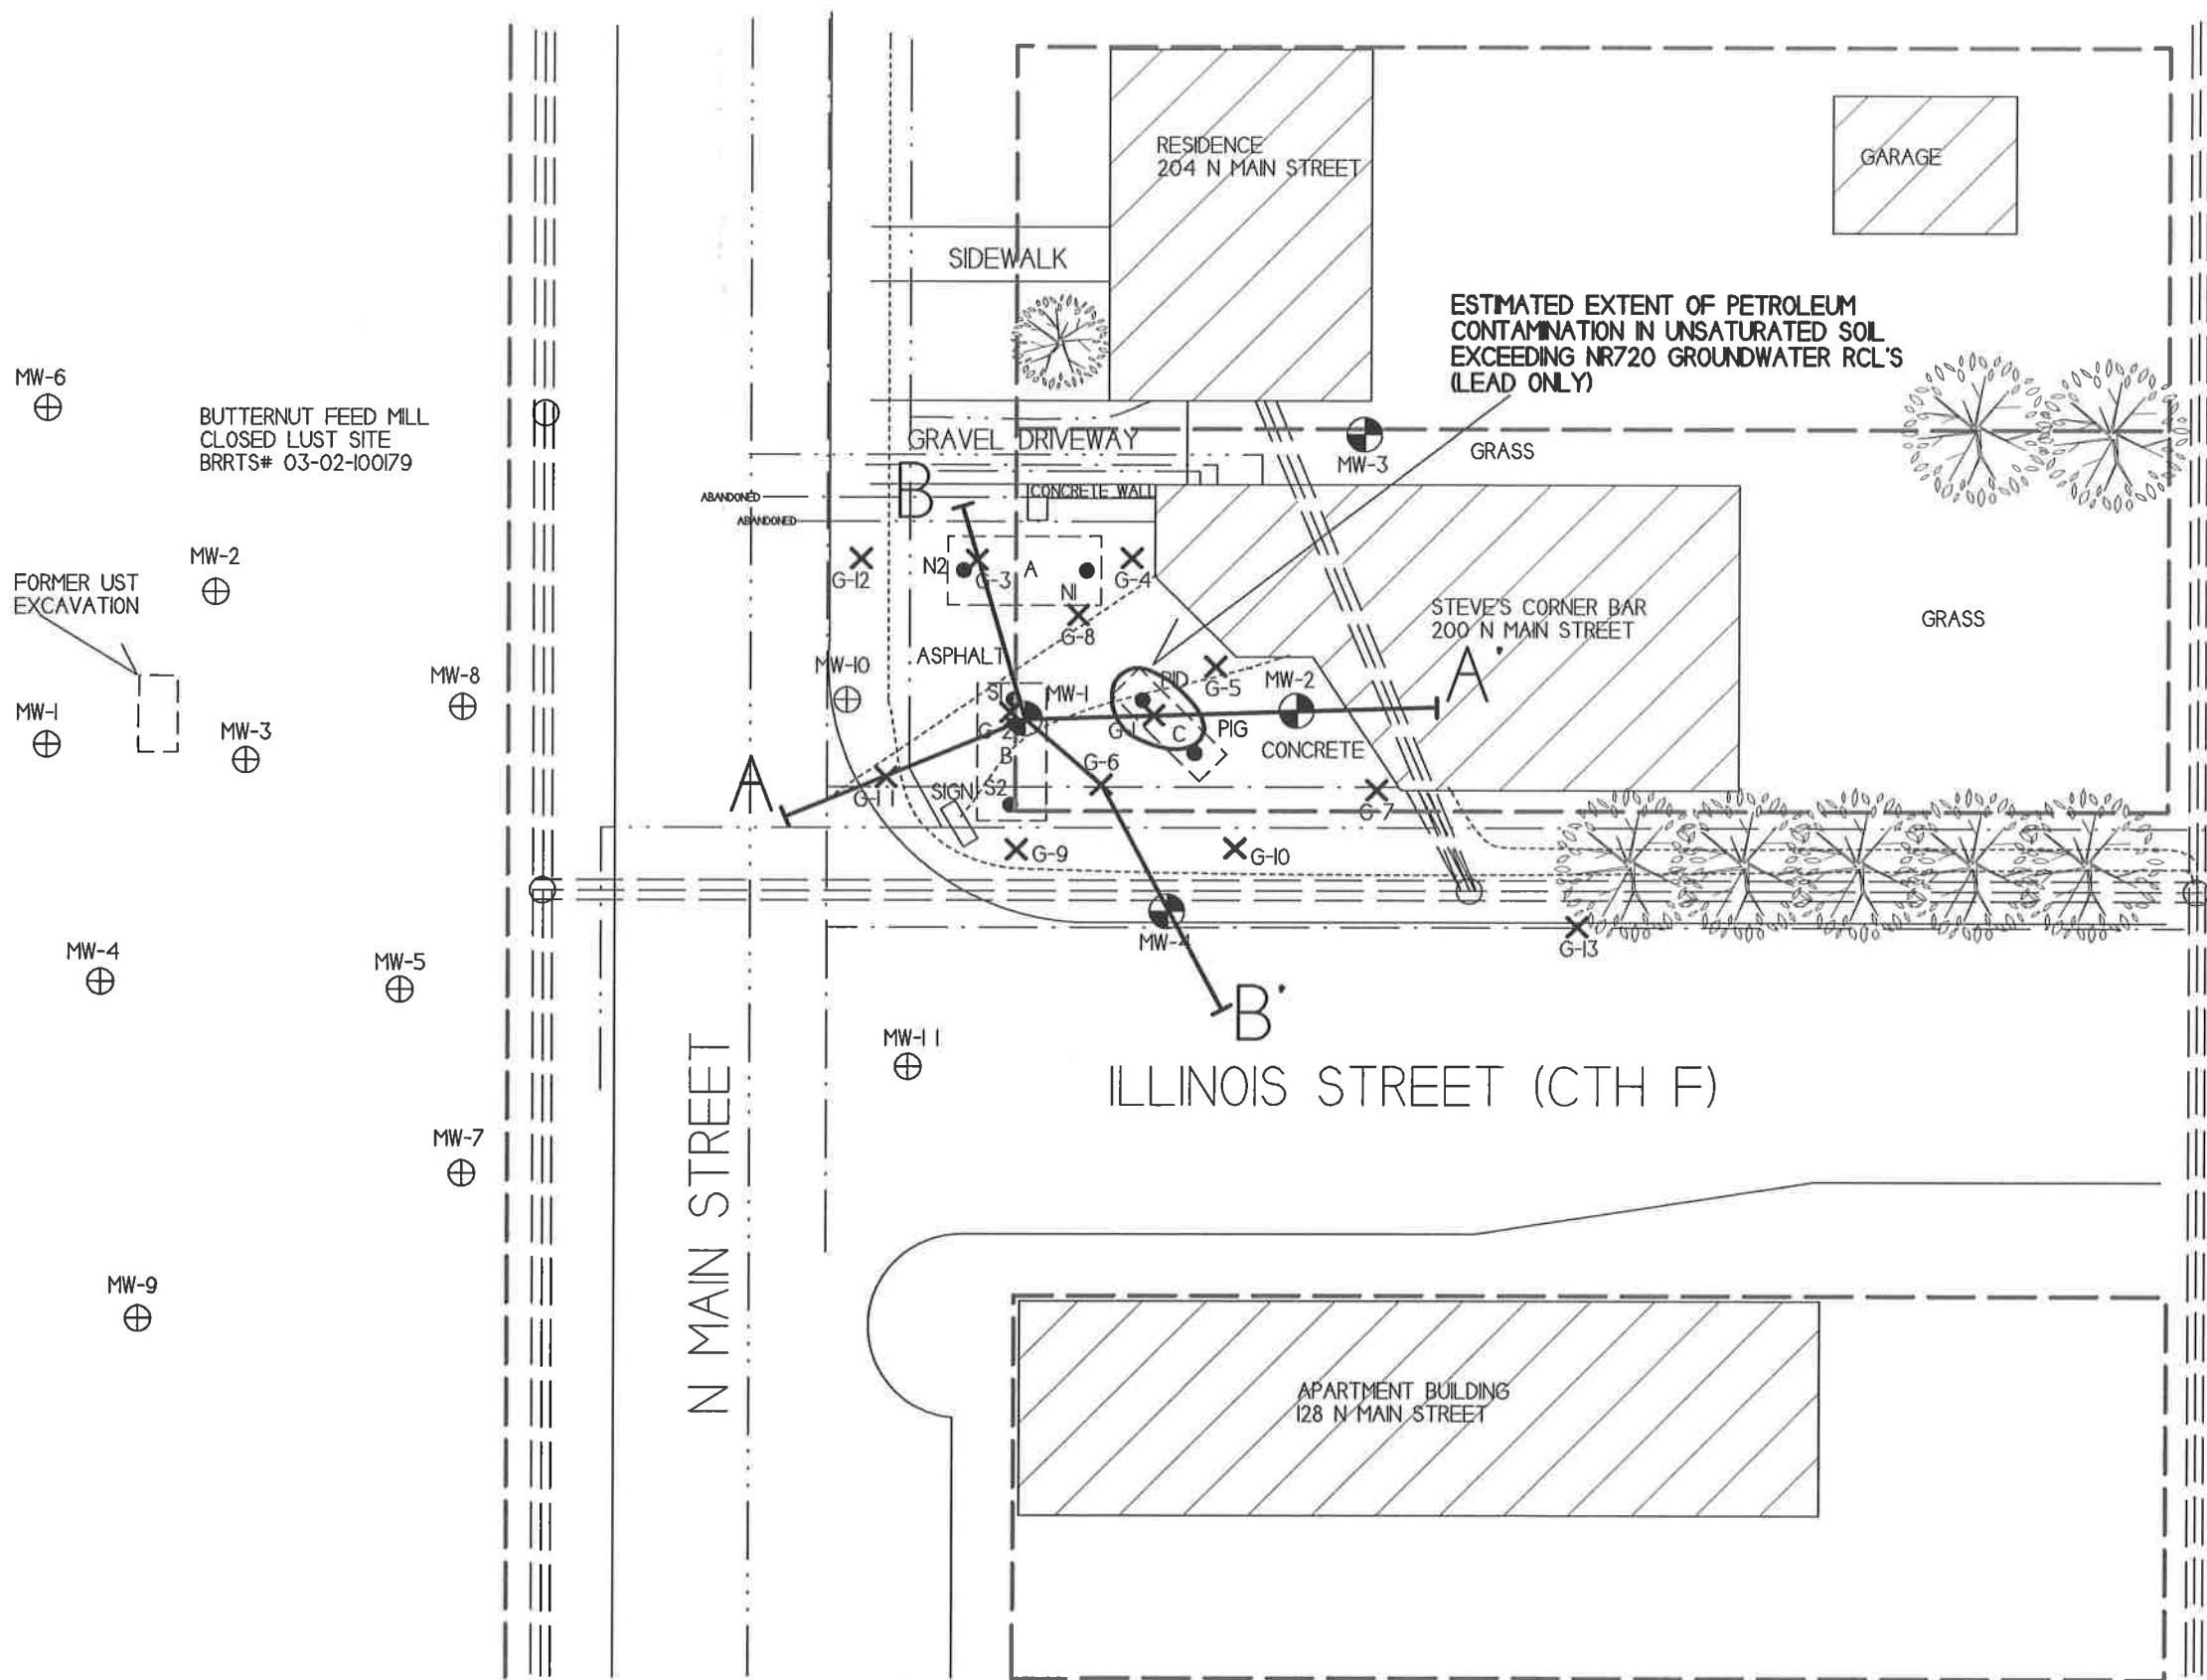 RESIDENCE
204 N MAIN STREET
GARAGE
SIDEWALK
ESTIMATED EXTENT OF PETROLEUM
CONTAMINATION IN UNSATURATED SOIL
EXCEEDING NR720 GROUNDWATER RCL'S
(LEAD ONLY)
MW-6
BUTTERNUT FEED MILL
CLOSED LUST SITE
BRRTS# 03-02-100179
GRAVEL DRIVEWAY
MW-3
GRASS
B
CONCRETE WALL
ABANDONED
ABANDONED
MW-2
FORMER UST
EXCAVATION
G-12
N2
G-3
A
N1
G-4
G-8
STEVE'S CORNER BAR
200 N MAIN STREET
GRASS
ASPHALT
MW-10
MW-8
MW-1
MW-3
S1
MW-1
G-2
B
PID
G-5
MW-2
A'
G-1
C
PIG
CONCRETE
G-6
A
G-11
SIGN
S2
G-7
G-9
G-10
MW-4
MW-5
MW-4
G-13
B'
MW-11
ILLINOIS STREET (CTH F)
N MAIN STREET
MW-7
MW-9
APARTMENT BUILDING
128 N MAIN STREET